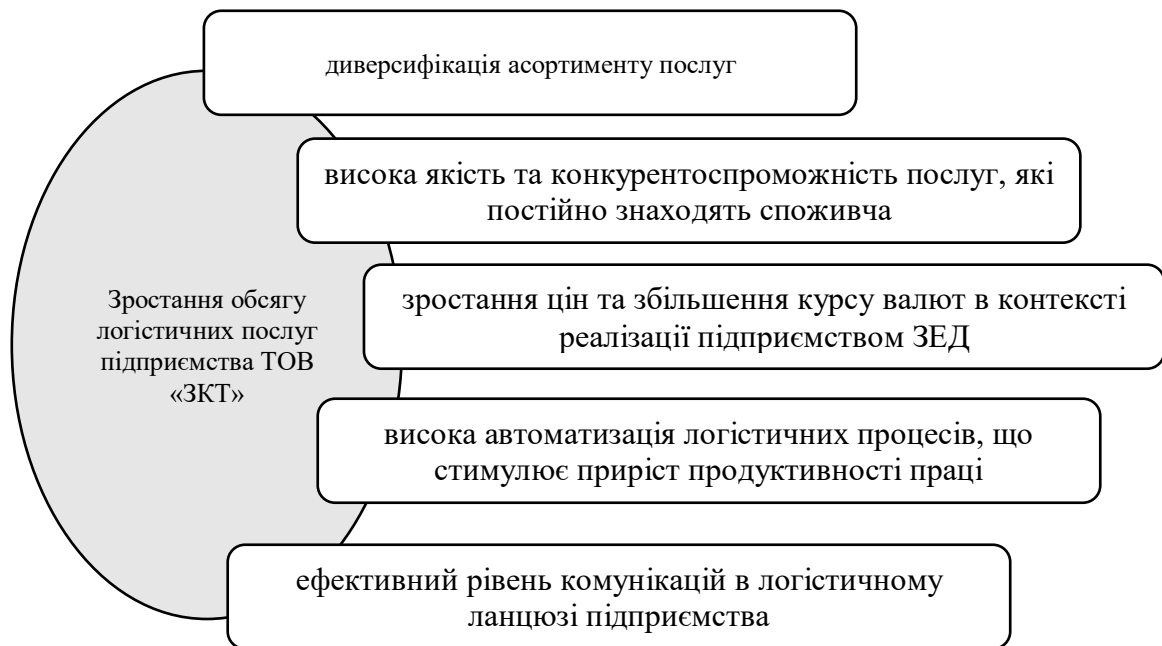 диверсифікація асортименту послуг
висока якість та конкурентоспроможність послуг, які
постійно знаходять споживча
зростання цін та збільшення курсу валют в контексті
реалізації підприємством ЗЕД
Зростання обсягу
логістичних послуг
підприємства ТОВ
«ЗКТ»
висока автоматизація логістичних процесів, що
стимулює приріст продуктивності праці
ефективний рівень комунікацій в логістичному
ланцюзі підприємства